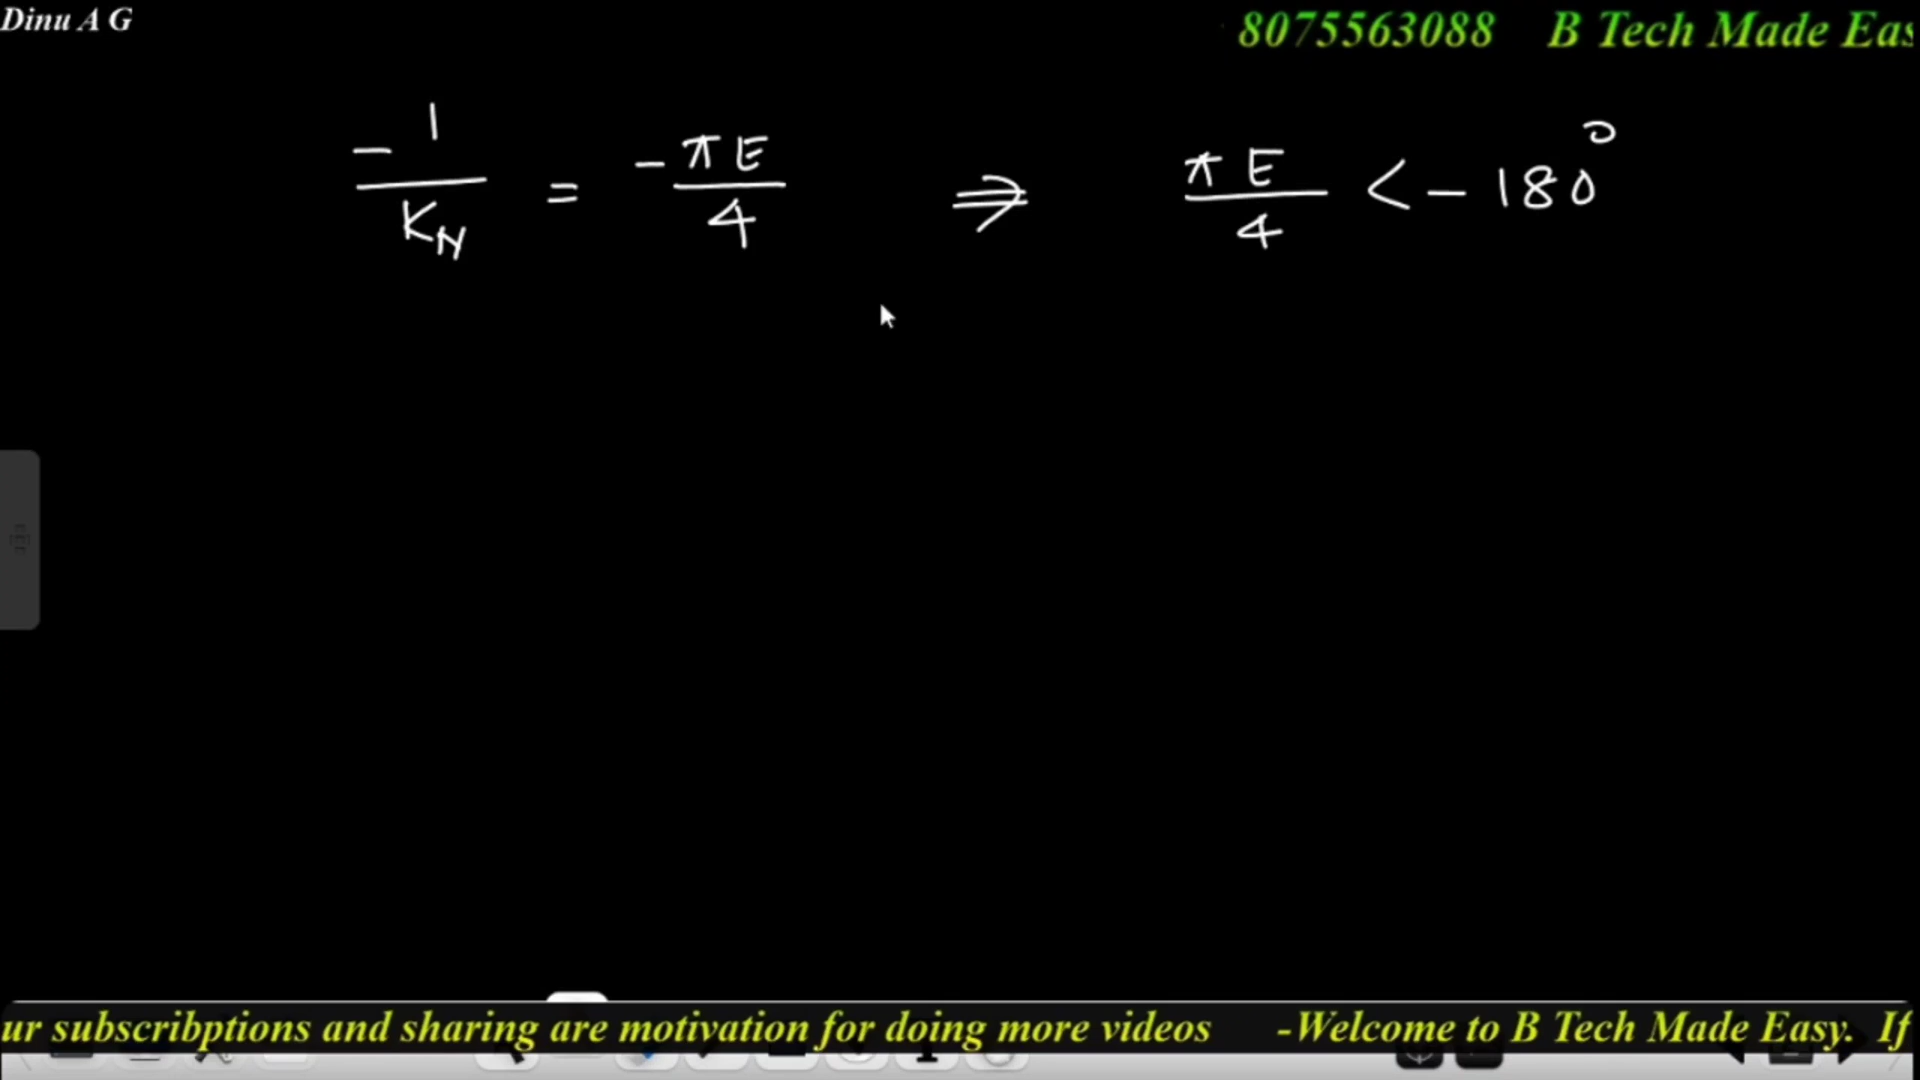 Dinu A G
8075563088 B Tech Made Eas
-1/K_N = -πE/4 ⇒ πE/4 < -180°
ur subscribptions and sharing are motivation for doing more videos -Welcome to B Tech Made Easy. If